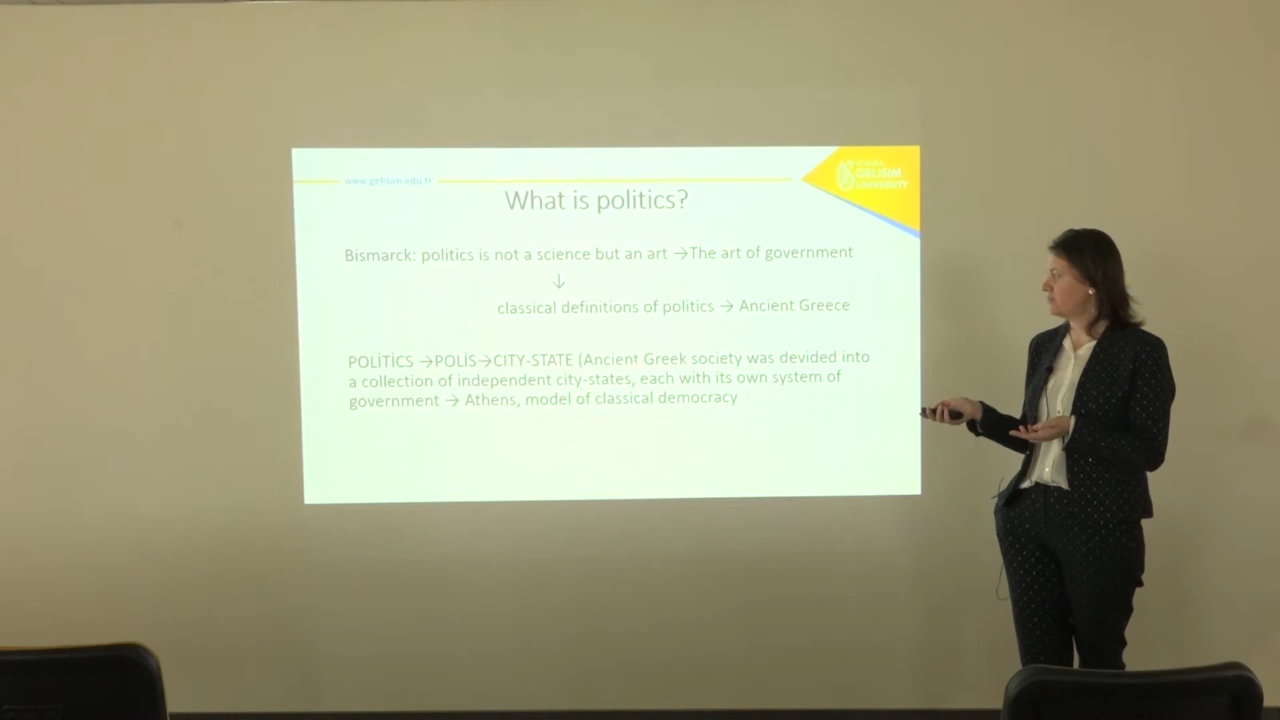 www.gelisim.edu.tr
GELISIM
UNIVERSITY
What is politics?
Bismarck: politics is not a science but an art →The art of government
↓
classical definitions of politics → Ancient Greece
POLİTİCS →POLİS→CITY-STATE (Ancient Greek society was devided into
a collection of independent city-states, each with its own system of
government → Athens, model of classical democracy